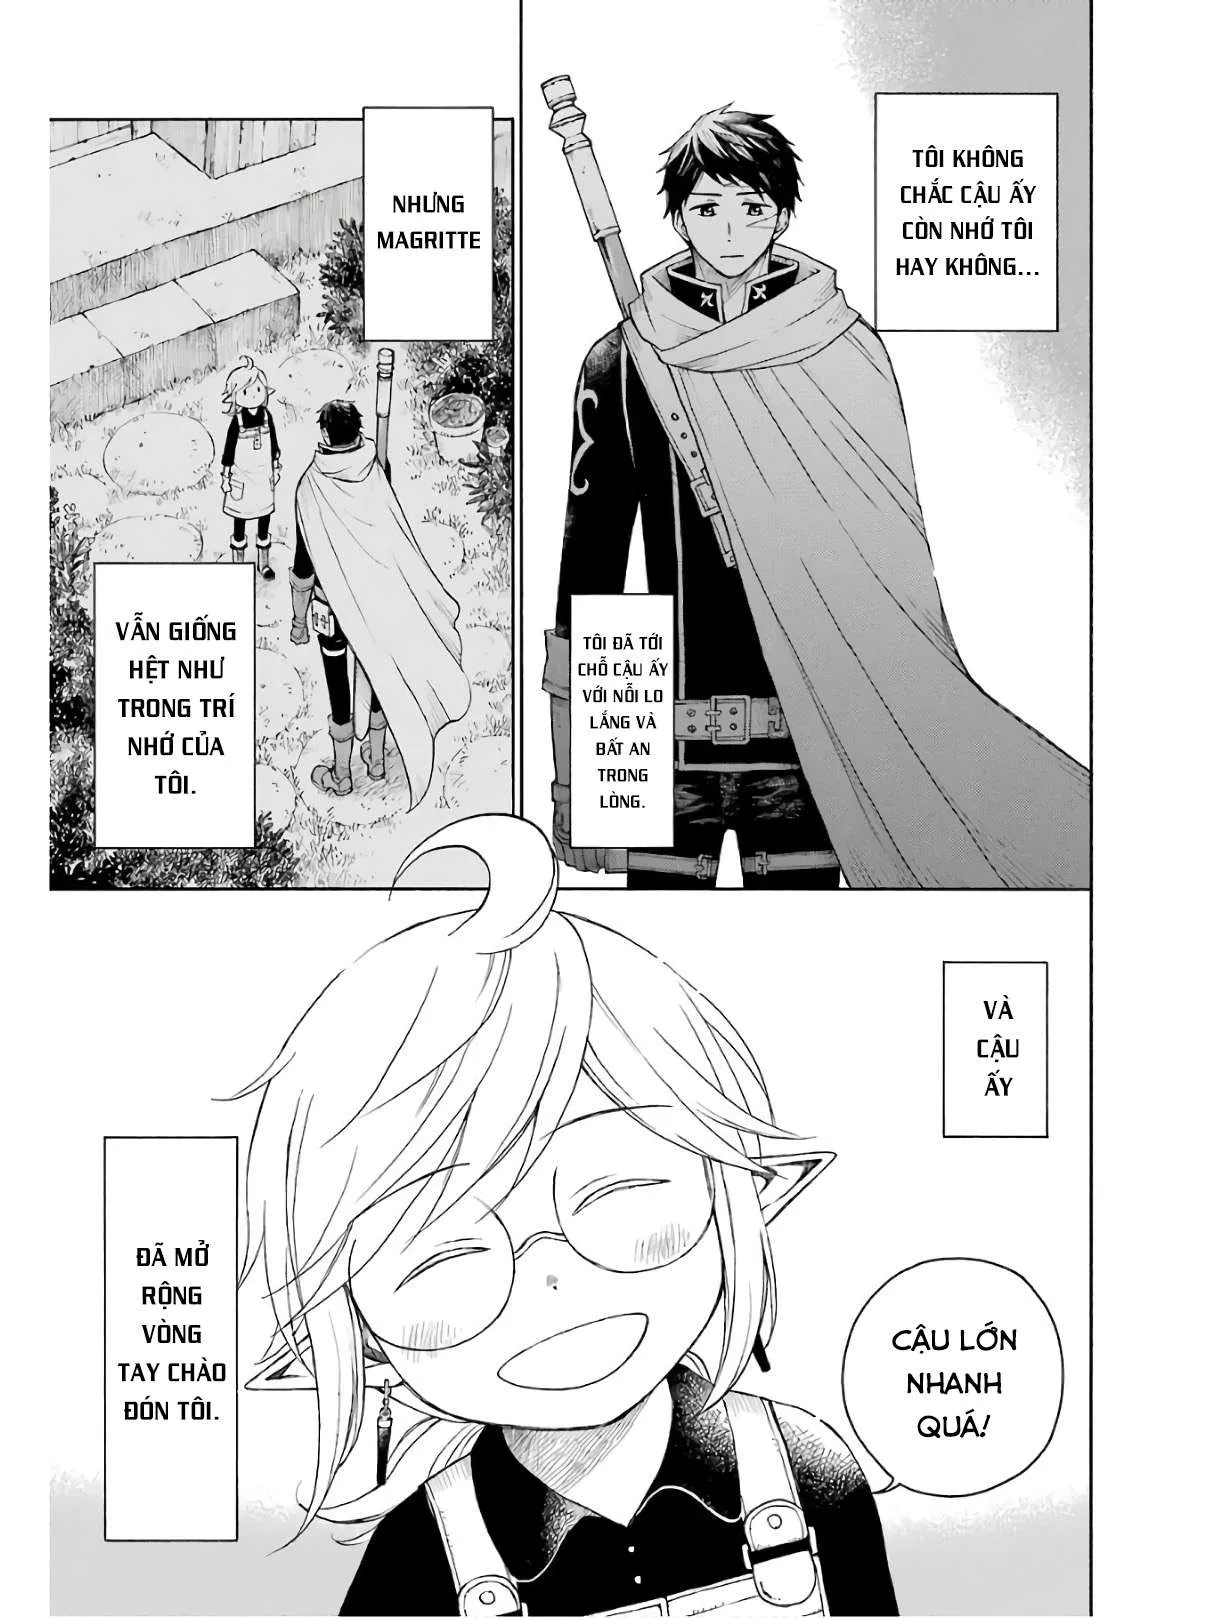 TÔI KHÔNG
CHẮC CẬU ẤY
CÒN NHỚ TÔI
HAY KHÔNG...
TÔI ĐÃ TỚI
CHỖ CẬU ẤY
VỚI NỖI LO
LẮNG VÀ
BẤT AN
TRONG
LÒNG.
NHƯNG
MAGRITTE
VẪN GIỐNG
HỆT NHƯ
TRONG TRÍ
NHỚ CỦA
TÔI.
VÀ
CẬU
ẤY
ĐÃ MỞ
RỘNG
VÒNG
TAY CHÀO
ĐÓN TÔI.
CẬU LỚN
NHANH
QUÁ!